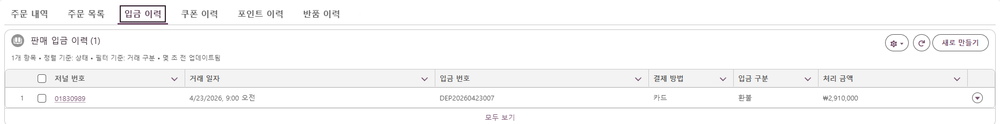 주문 내역 주문 목록 입금 이력 쿠폰 이력 포인트 이력 반품 이력
판매 입금 이력 (1)
새로 만들기
1개 항목 • 정렬 기준: 상태 • 필터 기준: 거래 구분 • 몇 초 전 업데이트됨
저널 번호 거래 일자 입금 번호 결제 방법 입금 구분 처리 금액
1 01830989 4/23/2026, 9:00 오전 DEP20260423007 카드 환불 ₩2,910,000
모두 보기